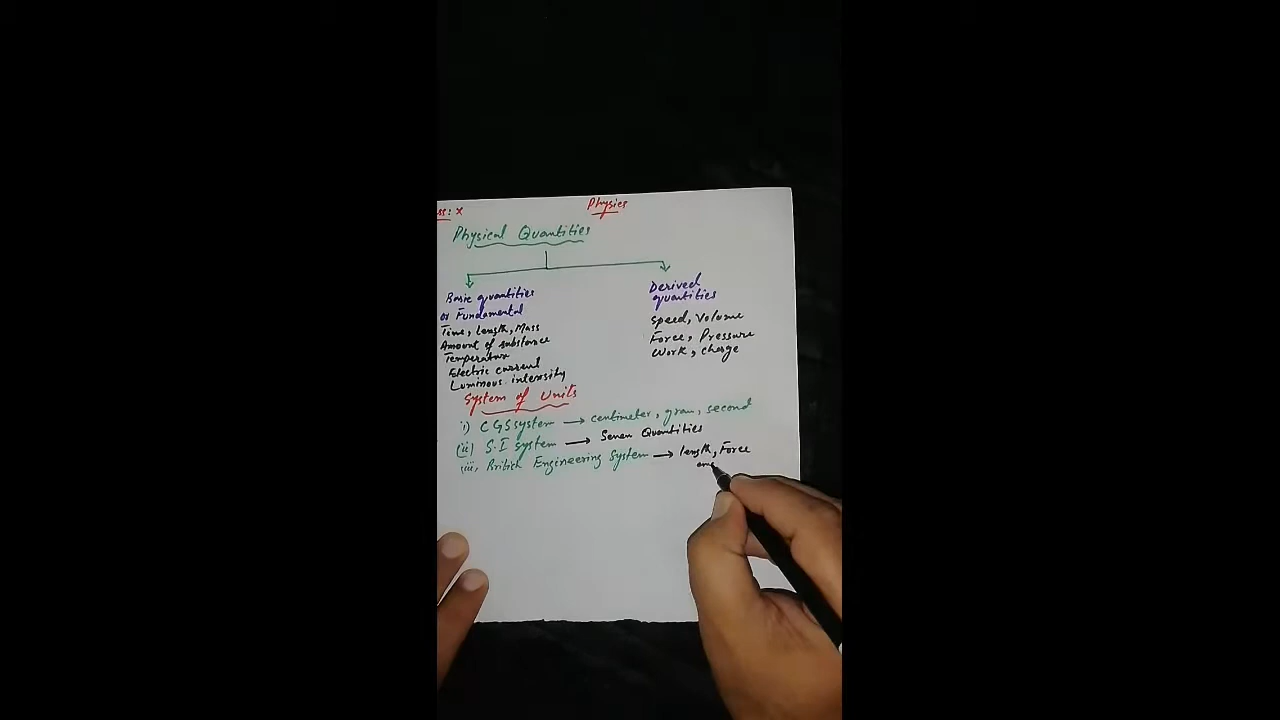 ss: X
Physics
Physical Quantities
Basic quantities
or Fundamental
Time, Length, Mass
Amount of substance
Temperature
Electric current
Luminous intensity
Derived
quantities
Speed, Volume
Force, Pressure
Work, charge
System of Units
i) CGS system → centimeter, gram, second
(ii) S.I system → Seven Quantities
(iii) British Engineering System → length, Force